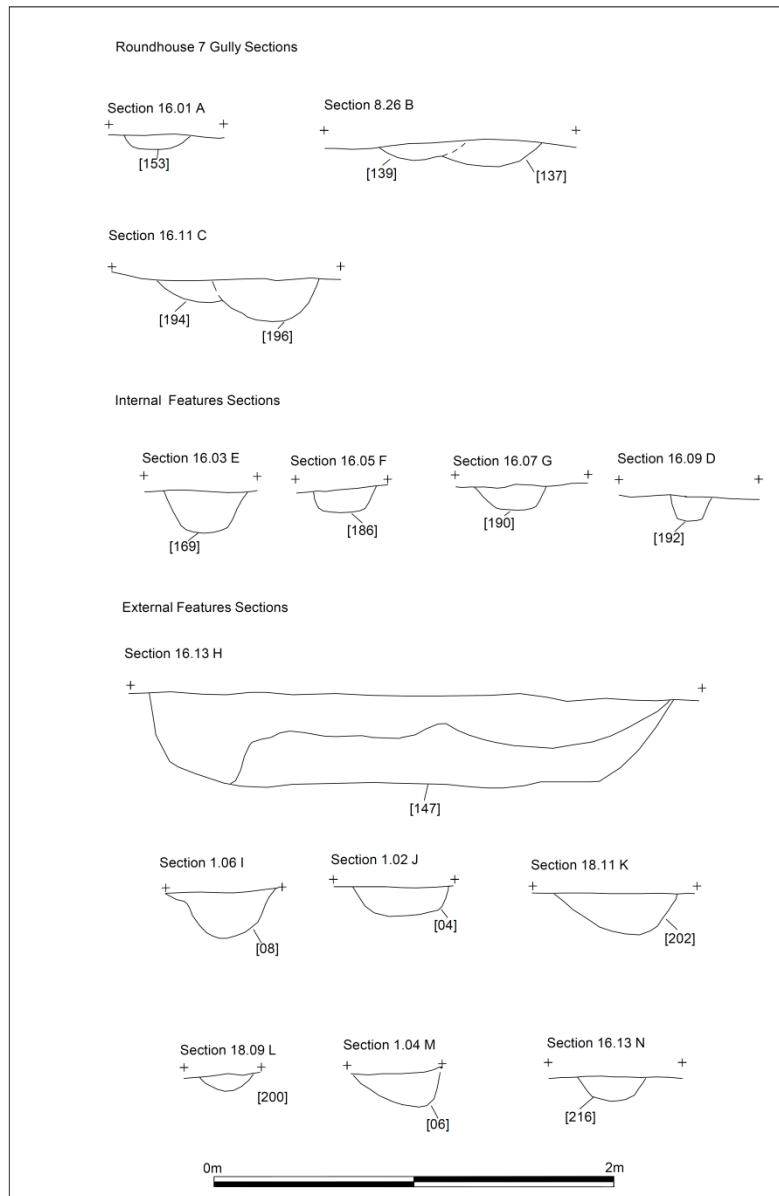 Roundhouse 7 Gully Sections
Section 16.01 A
Section 8.26 B
[153]
[139]
[137]
Section 16.11 C
[194]
[196]
Internal Features Sections
Section 16.03 E
Section 16.05 F
Section 16.07 G
Section 16.09 D
[169]
[186]
[190]
[192]
External Features Sections
Section 16.13 H
[147]
Section 1.06 I
Section 1.02 J
Section 18.11 K
[08]
[04]
[202]
Section 18.09 L
Section 1.04 M
Section 16.13 N
[200]
[06]
[216]
0m
2m